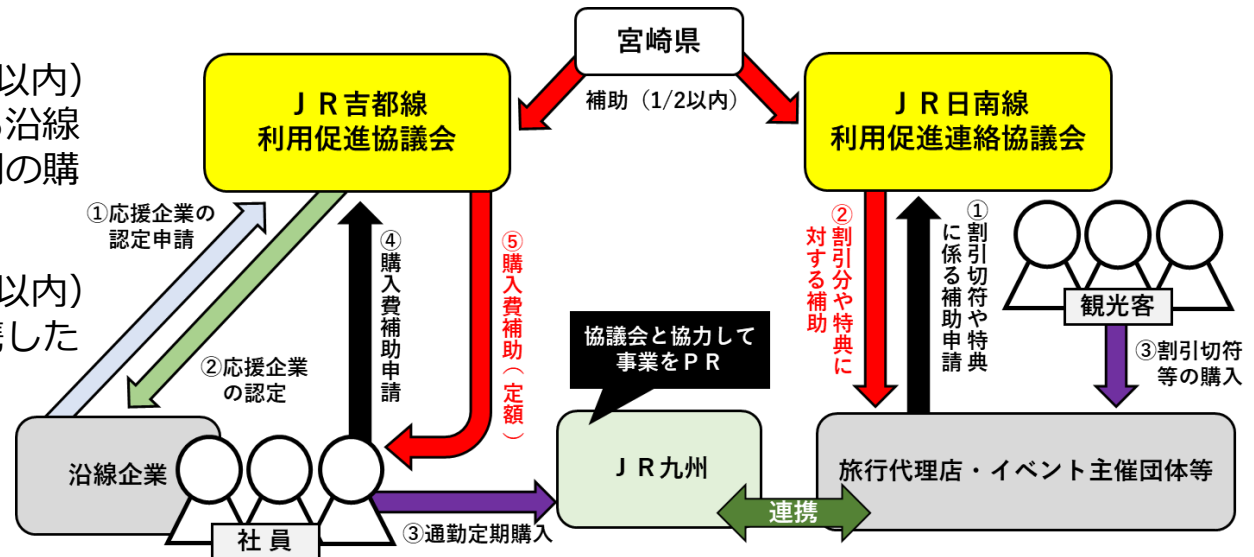 以内）
沿線
の購
以内）
した
宮崎県
補助（1/2以内）
ＪＲ吉都線
利用促進協議会
ＪＲ日南線
利用促進連絡協議会
①応援企業の
認定申請
②応援企業
の認定
④購入費補助申請
⑤購入費補助（定額）
②割引分や特典に
対する補助
①割引切符や特典
に係る補助申請
観光客
③割引切符
等の購入
協議会と協力して
事業をＰＲ
沿線企業
社員
③通勤定期購入
ＪＲ九州
連携
旅行代理店・イベント主催団体等